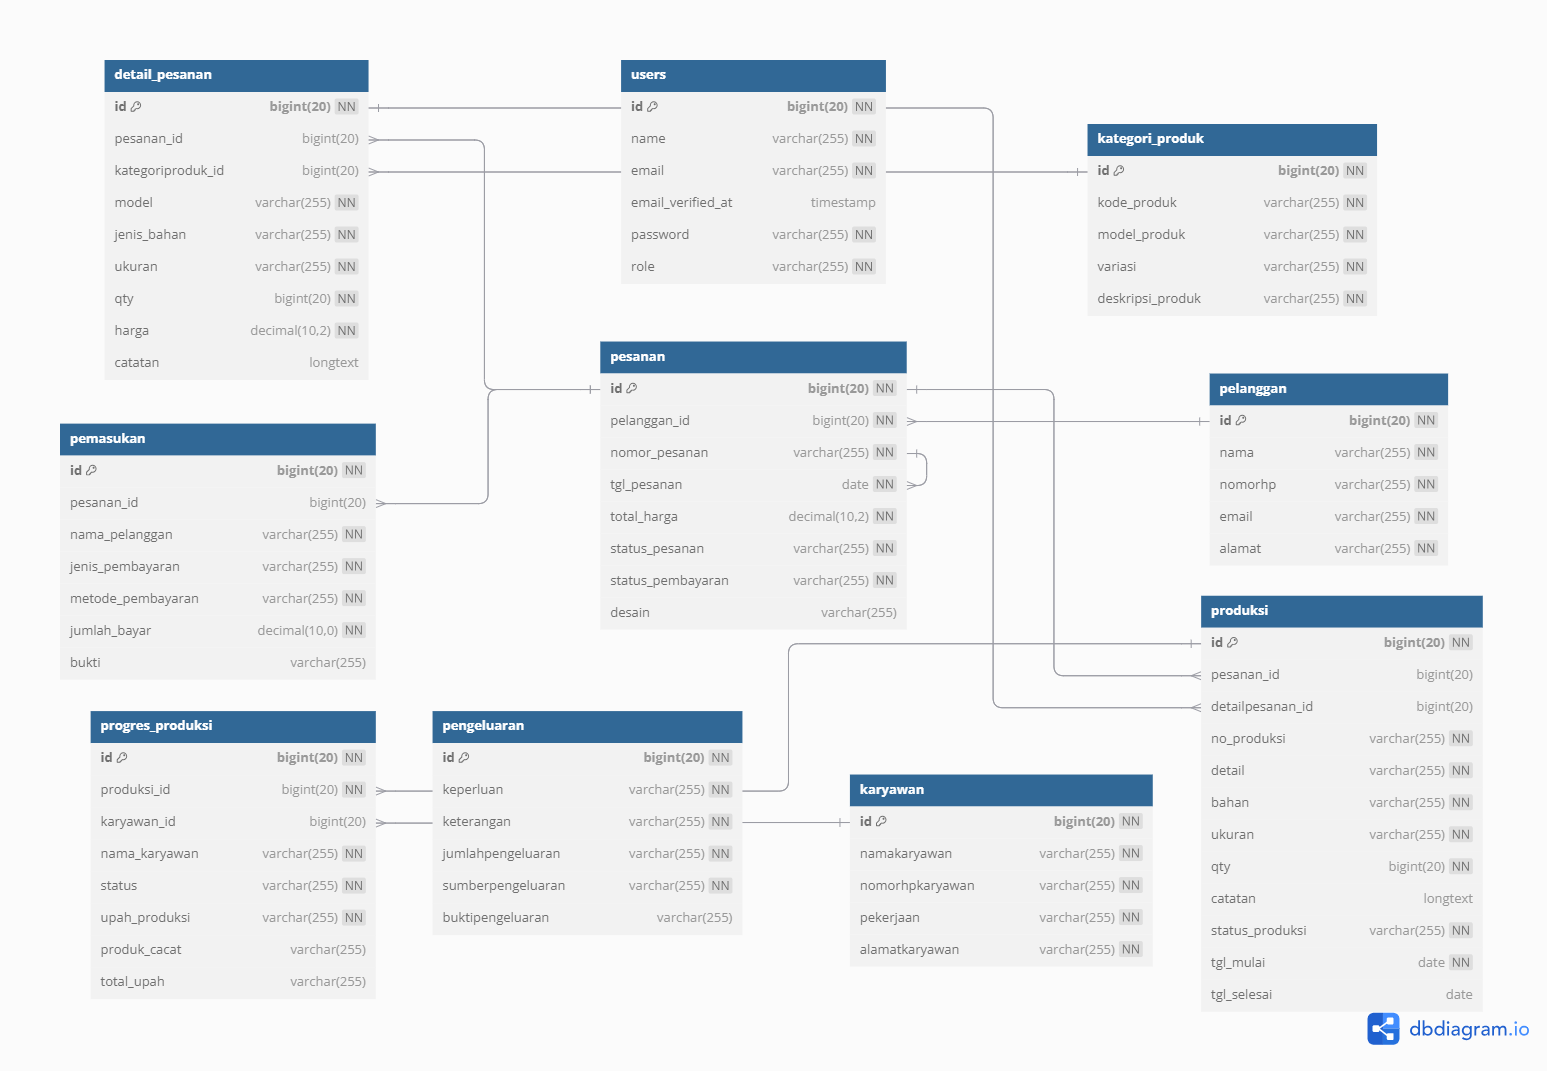 detail_pesanan
id bigint(20) NN
pesanan_id bigint(20)
kategoriproduk_id bigint(20)
model varchar(255) NN
jenis_bahan varchar(255) NN
ukuran varchar(255) NN
qty bigint(20) NN
harga decimal(10,2) NN
catatan longtext
users
id bigint(20) NN
name varchar(255) NN
email varchar(255) NN
email_verified_at timestamp
password varchar(255) NN
role varchar(255) NN
kategori_produk
id bigint(20) NN
kode_produk varchar(255) NN
model_produk varchar(255) NN
variasi varchar(255) NN
deskripsi_produk varchar(255) NN
pesanan
id bigint(20) NN
pelanggan_id bigint(20) NN
nomor_pesanan varchar(255) NN
tgl_pesanan date NN
total_harga decimal(10,2) NN
status_pesanan varchar(255) NN
status_pembayaran varchar(255) NN
desain varchar(255)
pelanggan
id bigint(20) NN
nama varchar(255) NN
nomorhp varchar(255) NN
email varchar(255) NN
alamat varchar(255) NN
pemasukan
id bigint(20) NN
pesanan_id bigint(20)
nama_pelanggan varchar(255) NN
jenis_pembayaran varchar(255) NN
metode_pembayaran varchar(255) NN
jumlah_bayar decimal(10,0) NN
bukti varchar(255)
produksi
id bigint(20) NN
pesanan_id bigint(20)
detailpesanan_id bigint(20)
no_produksi varchar(255) NN
detail varchar(255) NN
bahan varchar(255) NN
ukuran varchar(255) NN
qty bigint(20) NN
catatan longtext
status_produksi varchar(255) NN
tgl_mulai date NN
tgl_selesai date
progres_produksi
id bigint(20) NN
produksi_id bigint(20) NN
karyawan_id bigint(20)
nama_karyawan varchar(255) NN
status varchar(255) NN
upah_produksi varchar(255) NN
produk_cacat varchar(255)
total_upah varchar(255)
pengeluaran
id bigint(20) NN
keperluan varchar(255) NN
keterangan varchar(255) NN
jumlahpengeluaran varchar(255) NN
sumberpengeluaran varchar(255) NN
buktipengeluaran varchar(255)
karyawan
id bigint(20) NN
namakaryawan varchar(255) NN
nomorhpkaryawan varchar(255) NN
pekerjaan varchar(255) NN
alamatkaryawan varchar(255) NN
dbdiagram.io